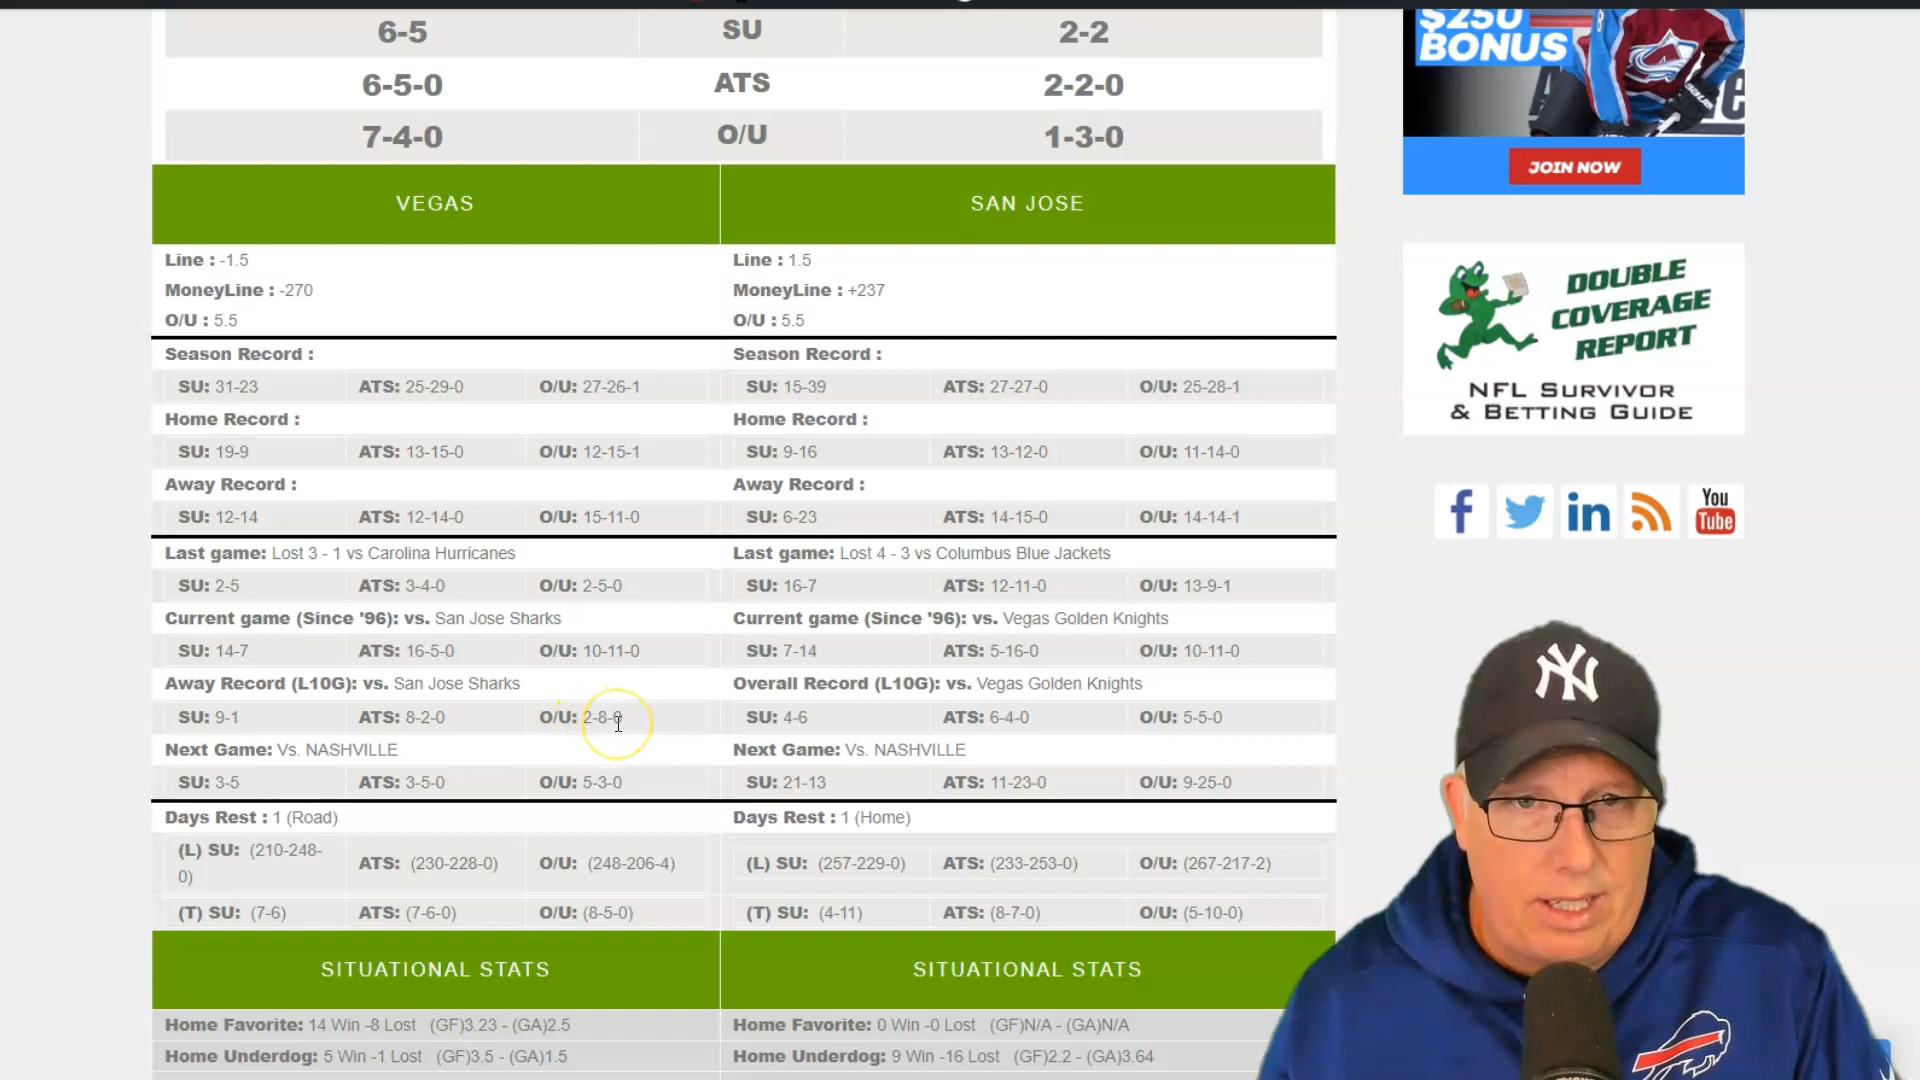 6-5 SU 2-2
6-5-0 ATS 2-2-0
7-4-0 O/U 1-3-0
VEGAS SAN JOSE
Line : -1.5 Line : 1.5
MoneyLine : -270 MoneyLine : +237
O/U : 5.5 O/U : 5.5
Season Record : Season Record :
SU: 31-23 ATS: 25-29-0 O/U: 27-26-1 SU: 15-39 ATS: 27-27-0 O/U: 25-28-1
Home Record : Home Record :
SU: 19-9 ATS: 13-15-0 O/U: 12-15-1 SU: 9-16 ATS: 13-12-0 O/U: 11-14-0
Away Record : Away Record :
SU: 12-14 ATS: 12-14-0 O/U: 15-11-0 SU: 6-23 ATS: 14-15-0 O/U: 14-14-1
Last game: Lost 3 - 1 vs Carolina Hurricanes Last game: Lost 4 - 3 vs Columbus Blue Jackets
SU: 2-5 ATS: 3-4-0 O/U: 2-5-0 SU: 16-7 ATS: 12-11-0 O/U: 13-9-1
Current game (Since '96): vs. San Jose Sharks Current game (Since '96): vs. Vegas Golden Knights
SU: 14-7 ATS: 16-5-0 O/U: 10-11-0 SU: 7-14 ATS: 5-16-0 O/U: 10-11-0
Away Record (L10G): vs. San Jose Sharks Overall Record (L10G): vs. Vegas Golden Knights
SU: 9-1 ATS: 8-2-0 O/U: 2-8-0 SU: 4-6 ATS: 6-4-0 O/U: 5-5-0
Next Game: Vs. NASHVILLE Next Game: Vs. NASHVILLE
SU: 3-5 ATS: 3-5-0 O/U: 5-3-0 SU: 21-13 ATS: 11-23-0 O/U: 9-25-0
Days Rest : 1 (Road) Days Rest : 1 (Home)
(L) SU: (210-248-
0) ATS: (230-228-0) O/U: (248-206-4) (L) SU: (257-229-0) ATS: (233-253-0) O/U: (267-217-2)
(T) SU: (7-6) ATS: (7-6-0) O/U: (8-5-0) (T) SU: (4-11) ATS: (8-7-0) O/U: (5-10-0)
SITUATIONAL STATS SITUATIONAL STATS
Home Favorite: 14 Win -8 Lost (GF)3.23 - (GA)2.5 Home Favorite: 0 Win -0 Lost (GF)N/A - (GA)N/A
Home Underdog: 5 Win -1 Lost (GF)3.5 - (GA)1.5 Home Underdog: 9 Win -16 Lost (GF)2.2 - (GA)3.64
$250
BONUS
JOIN NOW
DOUBLE
COVERAGE
REPORT
NFL SURVIVOR
& BETTING GUIDE
You
Tube
NY